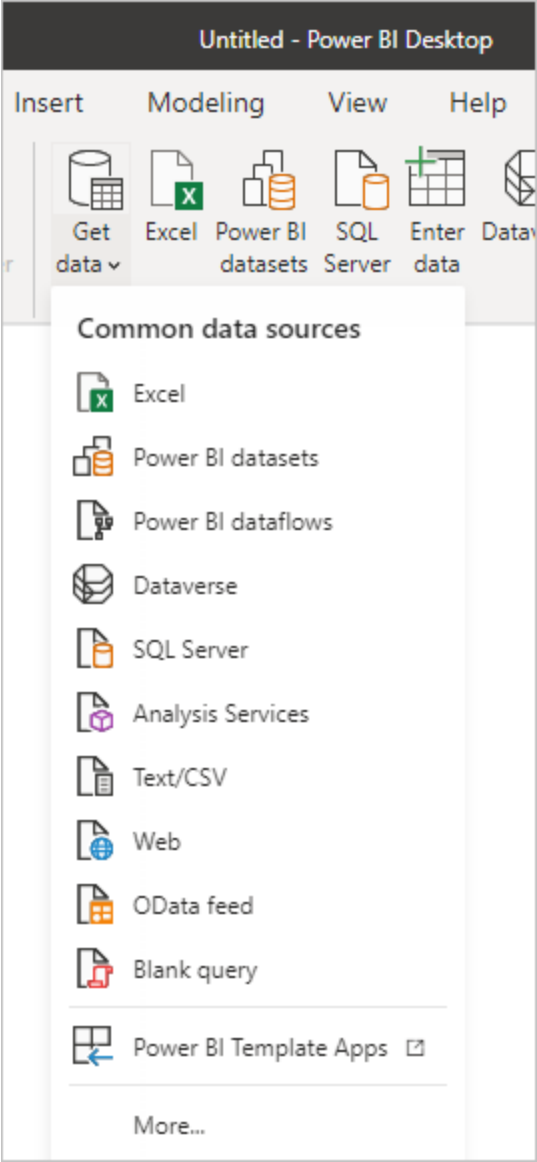 Untitled - Power BI Desktop
Insert Modeling View Help
Get data Excel Power BI datasets SQL Server Enter data
Common data sources
Excel
Power BI datasets
Power BI dataflows
Dataverse
SQL Server
Analysis Services
Text/CSV
Web
OData feed
Blank query
Power BI Template Apps
More...